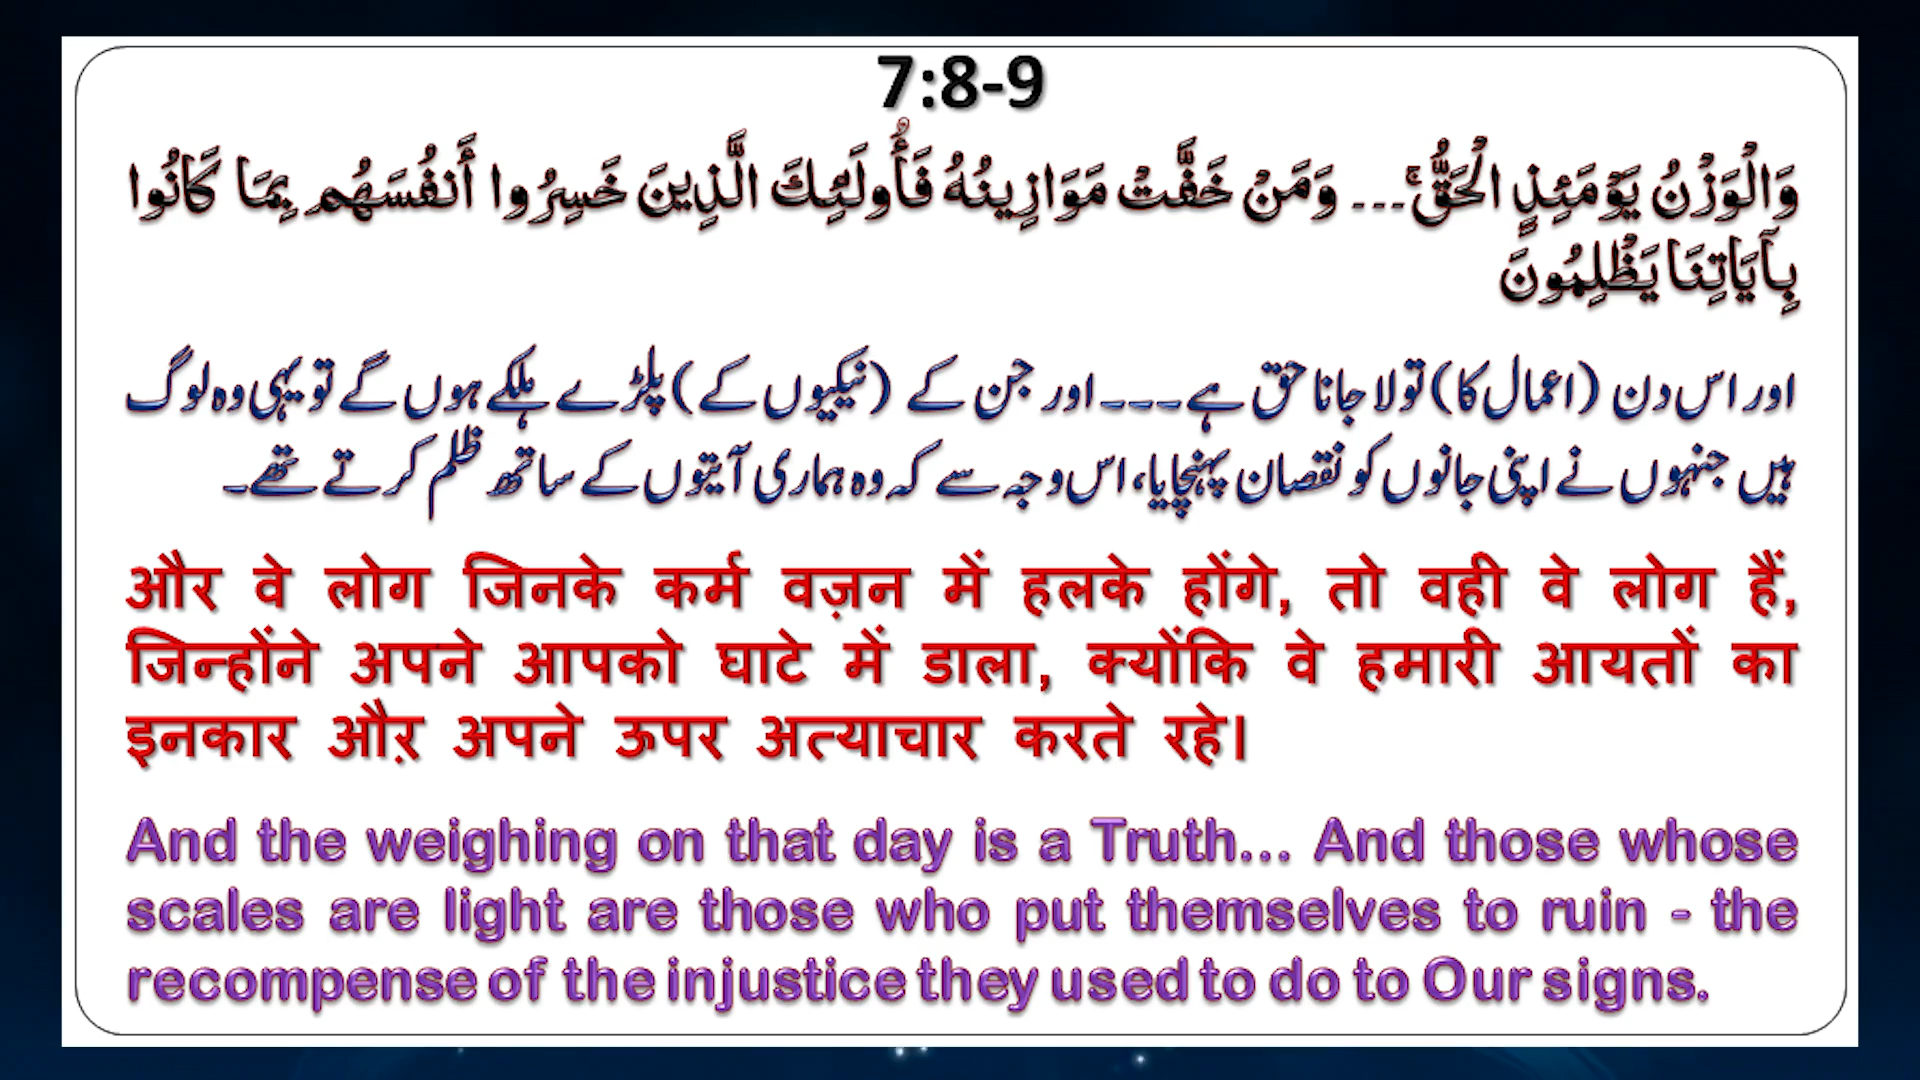 7:8-9
وَالْوَزْنُ يَوْمَئِذٍ الْحَقُّ ۚ۔۔۔ وَمَنْ خَفَّتْ مَوَازِينُهُ فَأُولَٰئِكَ الَّذِينَ خَسِرُوا أَنفُسَهُم بِمَا كَانُوا
بِآيَاتِنَا يَظْلِمُونَ
اور اس دن (اعمال کا) تولا جانا حق ہے۔۔۔ اور جن کے (نیکیوں کے) پلڑے ہلکے ہوں گے تو یہی وہ لوگ
ہیں جنہوں نے اپنی جانوں کو نقصان پہنچایا، اس وجہ سے کہ وہ ہماری آیتوں کے ساتھ ظلم کرتے تھے۔
और वे लोग जिनके कर्म वज़न में हलके होंगे, तो वही वे लोग हैं,
जिन्होंने अपने आपको घाटे में डाला, क्योंकि वे हमारी आयतों का
इनकार औऱ अपने ऊपर अत्याचार करते रहे।
And the weighing on that day is a Truth... And those whose
scales are light are those who put themselves to ruin - the
recompense of the injustice they used to do to Our signs.